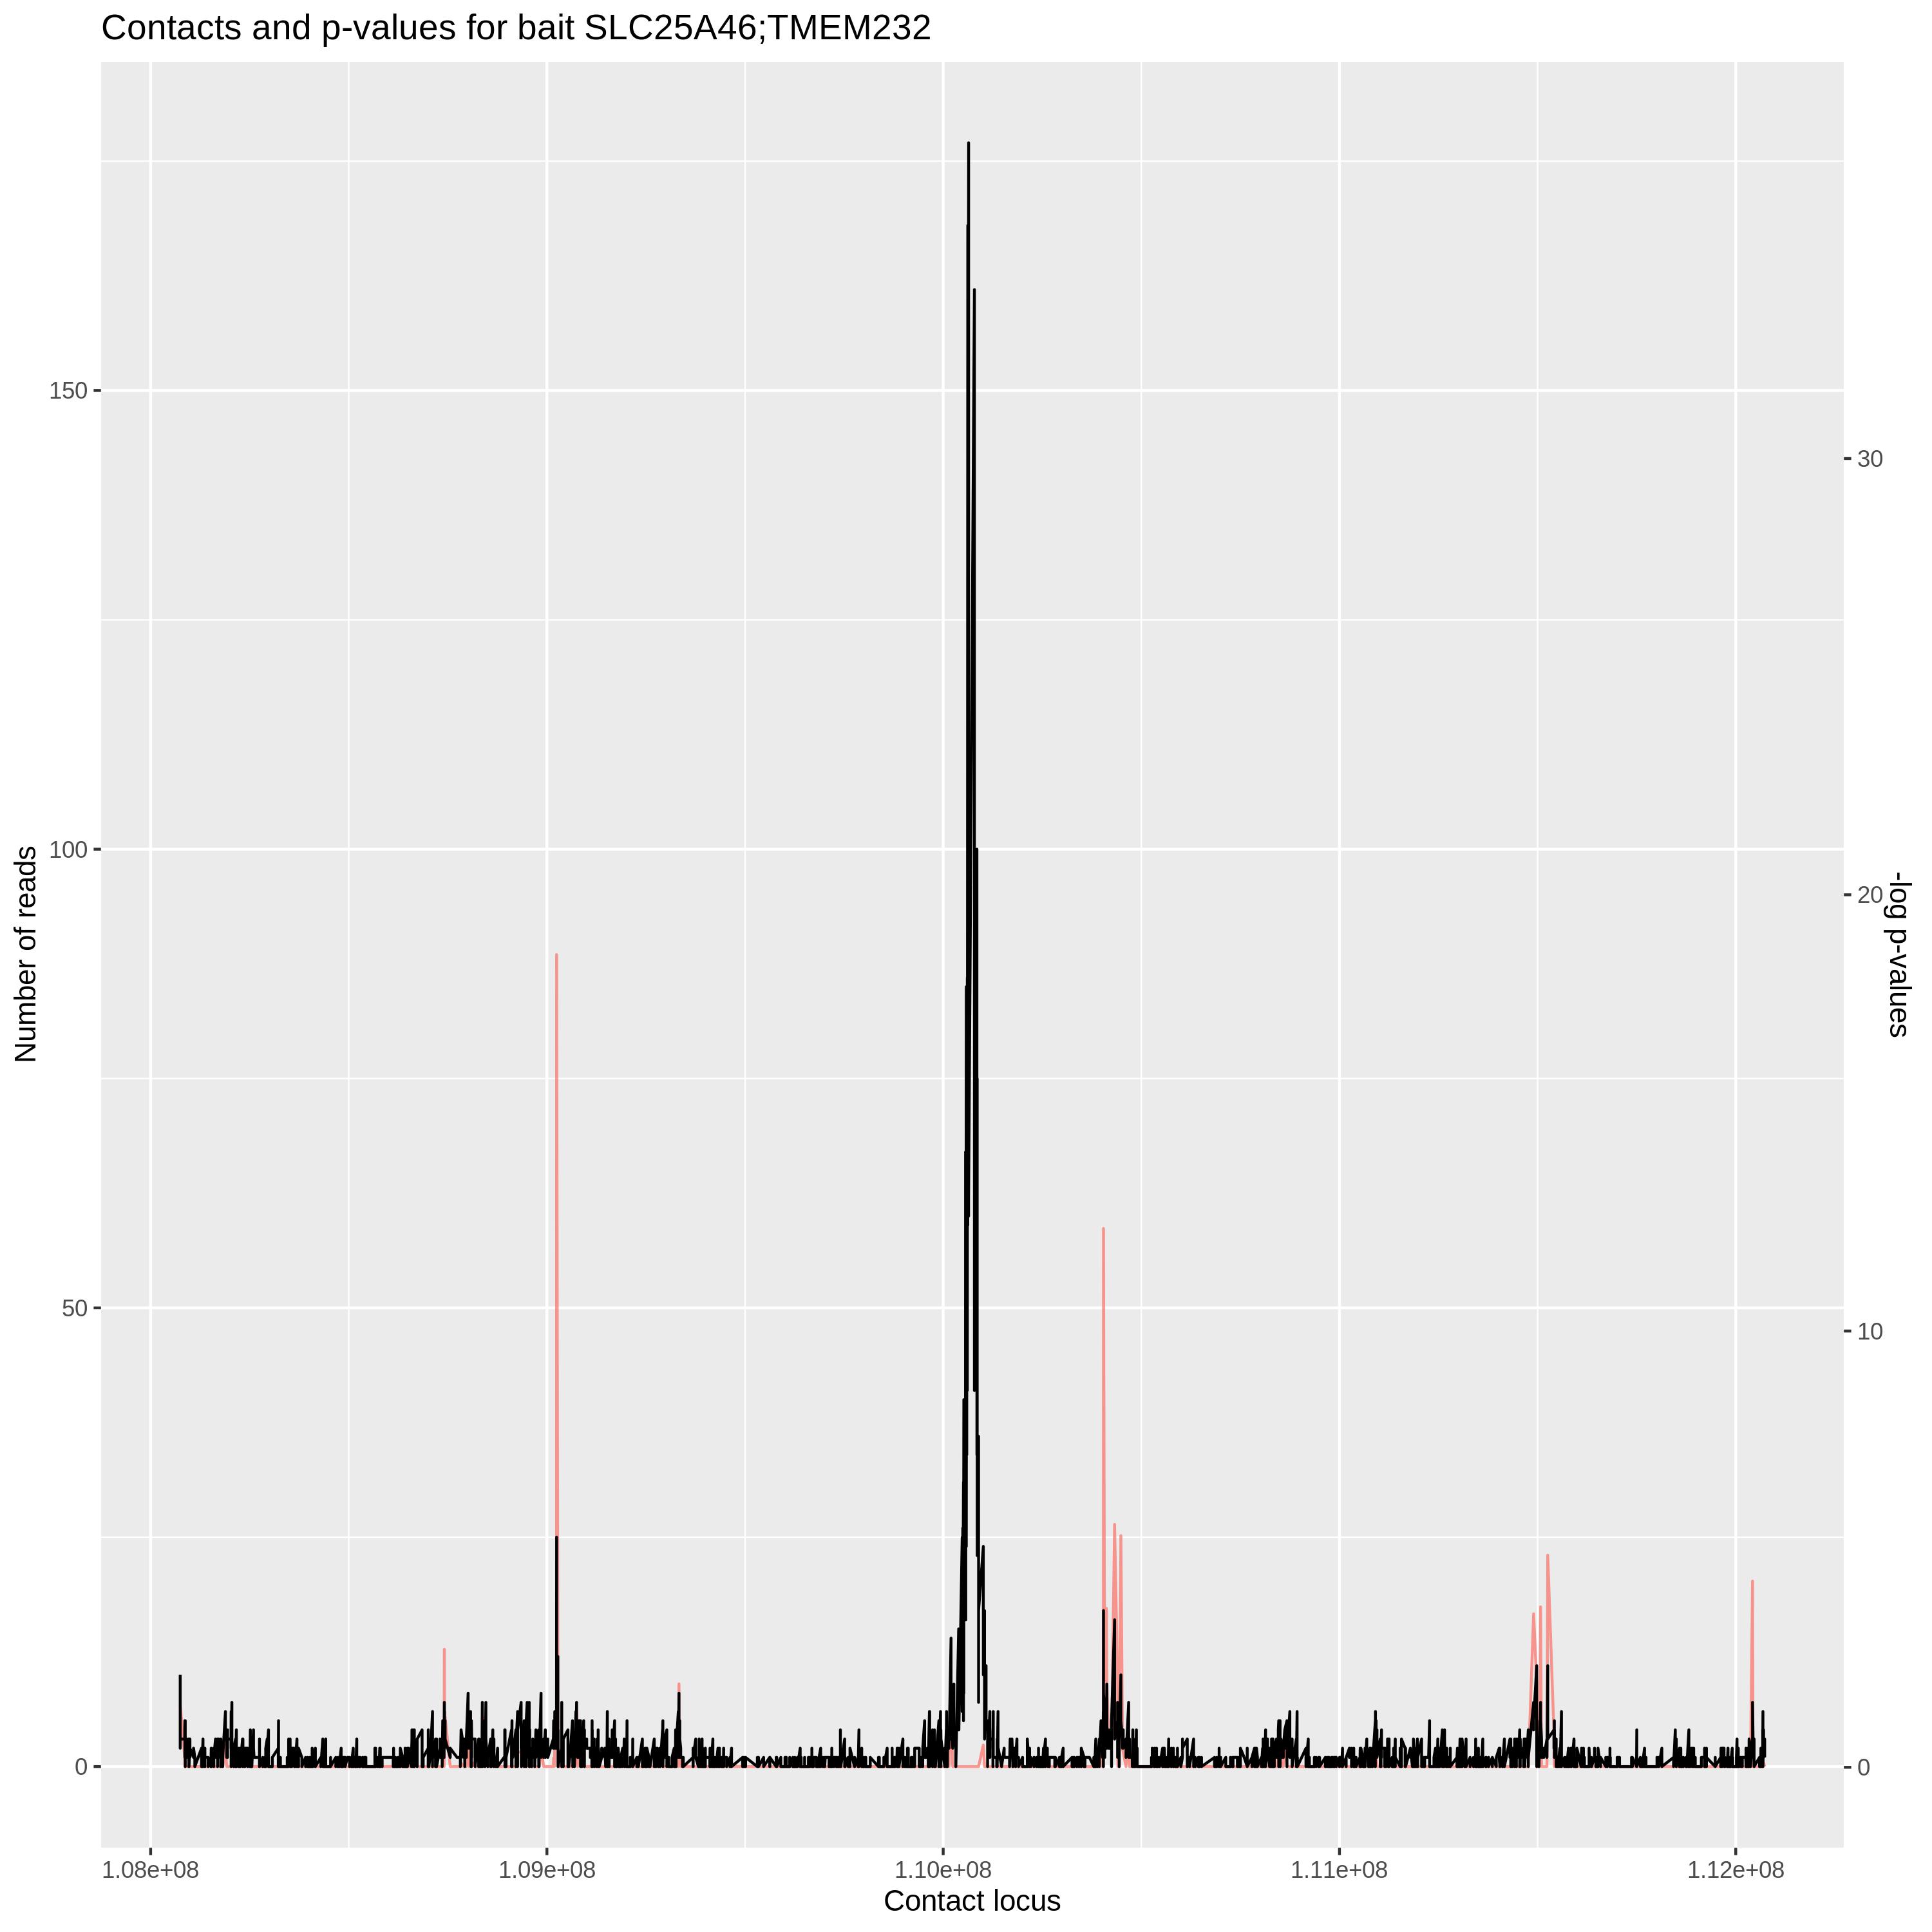 Contacts and p-values for bait SLC25A46;TMEM232
150
100
50
0
Number of reads
30
20
10
0
-log p-values
1.08e+08
1.09e+08
1.10e+08
1.11e+08
1.12e+08
Contact locus